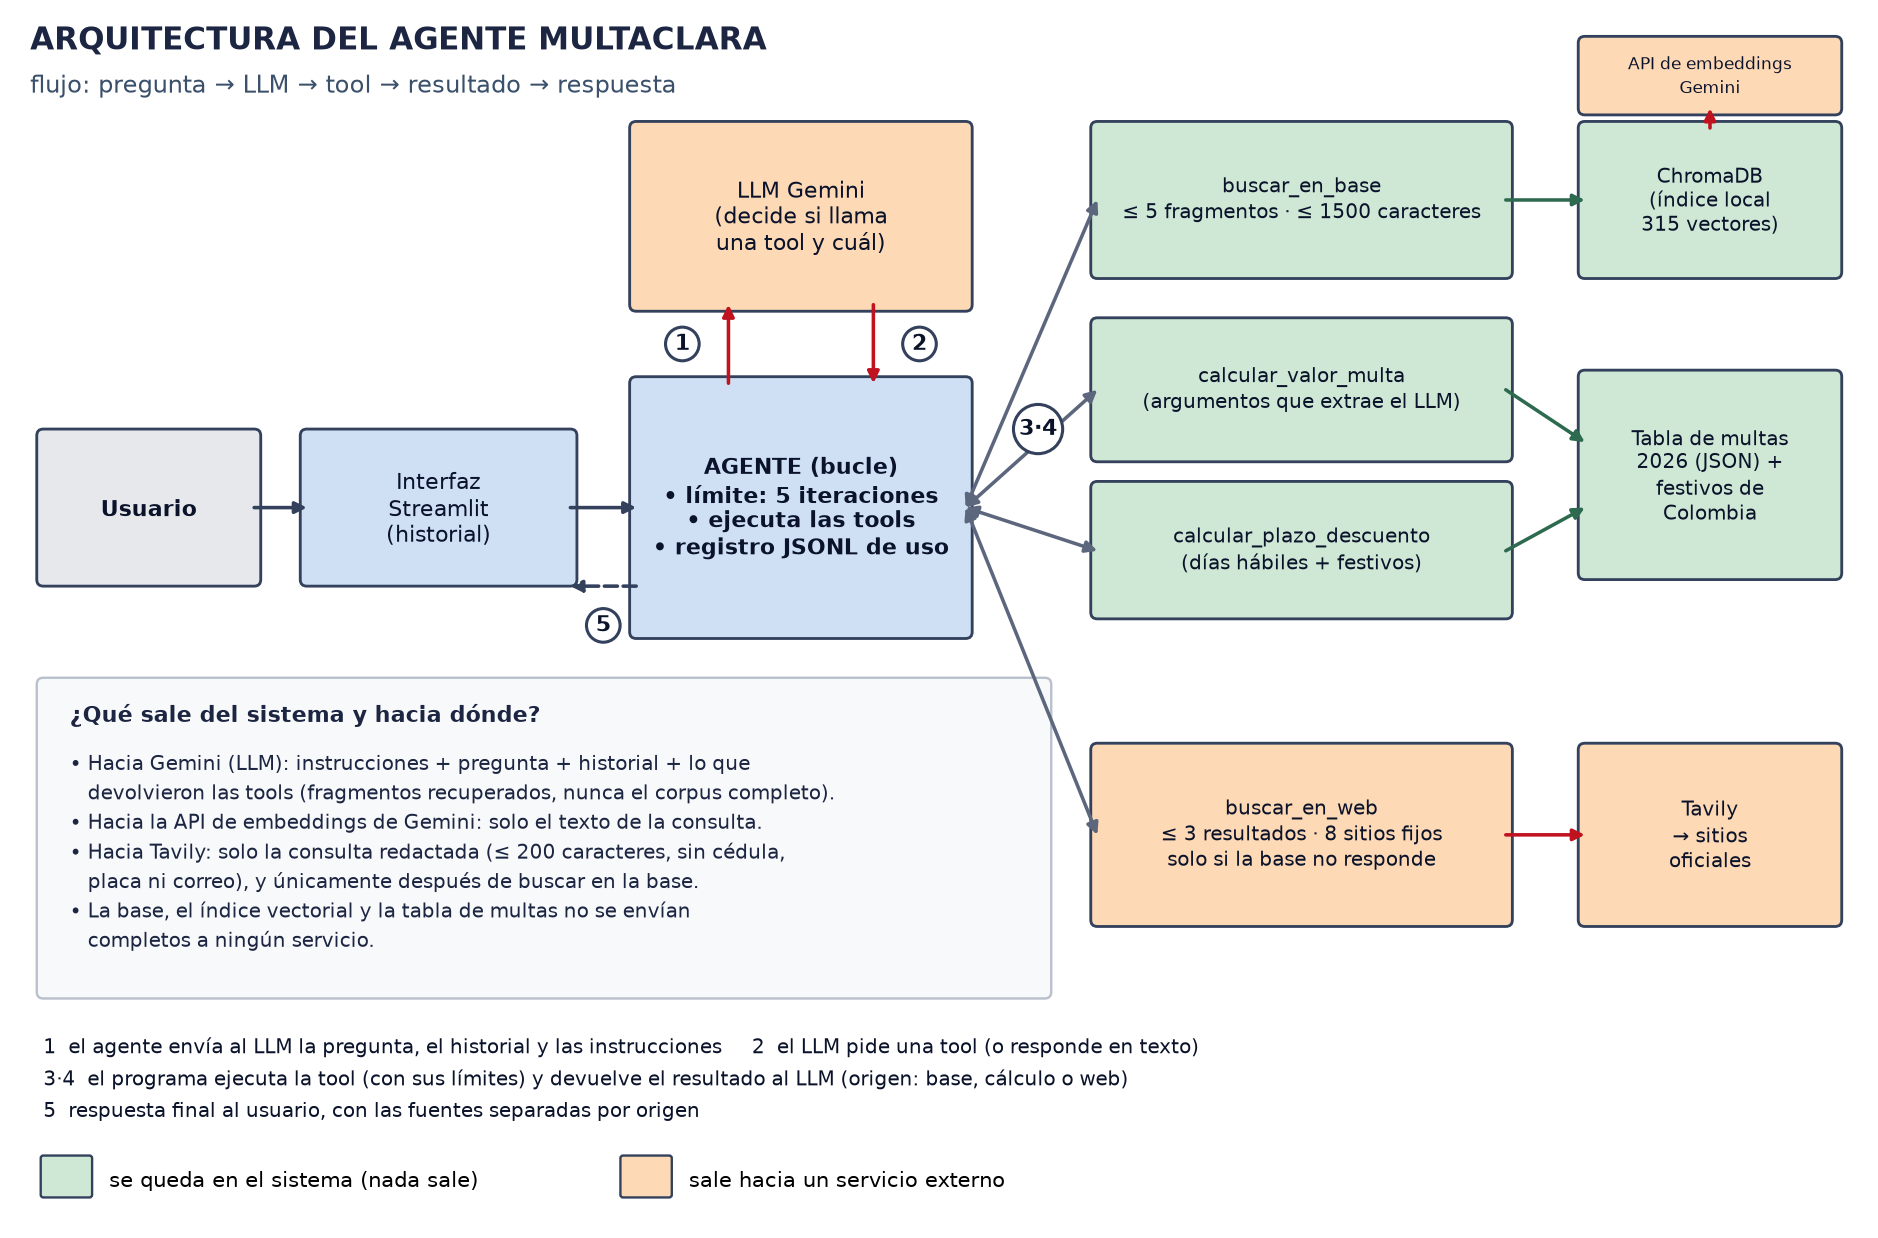 ARQUITECTURA DEL AGENTE MULTACLARA
flujo: pregunta → LLM → tool → resultado → respuesta
API de embeddings
Gemini
LLM Gemini
(decide si llama
una tool y cuál)
buscar_en_base
≤ 5 fragmentos · ≤ 1500 caracteres
ChromaDB
(índice local
315 vectores)
1
2
calcular_valor_multa
(argumentos que extrae el LLM)
3·4
Usuario
Interfaz
Streamlit
(historial)
AGENTE (bucle)
• límite: 5 iteraciones
• ejecuta las tools
• registro JSONL de uso
Tabla de multas
2026 (JSON) +
festivos de
Colombia
calcular_plazo_descuento
(días hábiles + festivos)
5
¿Qué sale del sistema y hacia dónde?
• Hacia Gemini (LLM): instrucciones + pregunta + historial + lo que
devolvieron las tools (fragmentos recuperados, nunca el corpus completo).
• Hacia la API de embeddings de Gemini: solo el texto de la consulta.
• Hacia Tavily: solo la consulta redactada (≤ 200 caracteres, sin cédula,
placa ni correo), y únicamente después de buscar en la base.
• La base, el índice vectorial y la tabla de multas no se envían
completos a ningún servicio.
buscar_en_web
≤ 3 resultados · 8 sitios fijos
solo si la base no responde
Tavily
→ sitios
oficiales
1 el agente envía al LLM la pregunta, el historial y las instrucciones 2 el LLM pide una tool (o responde en texto)
3·4 el programa ejecuta la tool (con sus límites) y devuelve el resultado al LLM (origen: base, cálculo o web)
5 respuesta final al usuario, con las fuentes separadas por origen
se queda en el sistema (nada sale)
sale hacia un servicio externo